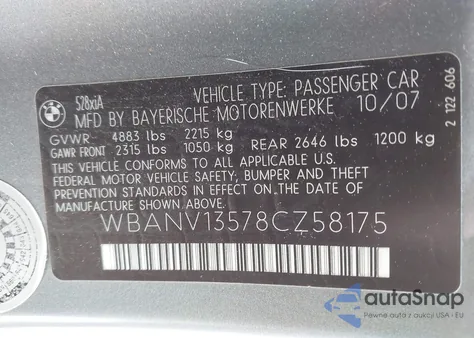 528xiA
VEHICLE TYPE: PASSENGER CAR
MFD BY BAYERISCHE MOTORENWERKE 10/07
GVWR 4883 lbs 2215 kg
GAWR FRONT 2315 lbs 1050 kg REAR 2646 lbs 1200 kg
THIS VEHICLE CONFORMS TO ALL APPLICABLE U.S.
FEDERAL MOTOR VEHICLE SAFETY, BUMPER AND THEFT
PREVENTION STANDARDS IN EFFECT ON THE DATE OF
MANUFACTURE SHOWN ABOVE.
WBANV13578CZ58175
2 122 606
autoSnap
Pewne auto z USA i EU